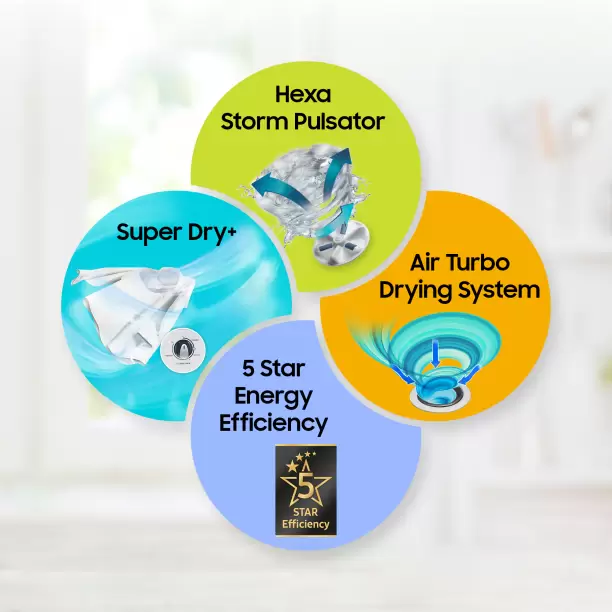 Hexa
Storm Pulsator
Super Dry+
Air Turbo
Drying System
5 Star
Energy
Efficiency
5
STAR
Efficiency